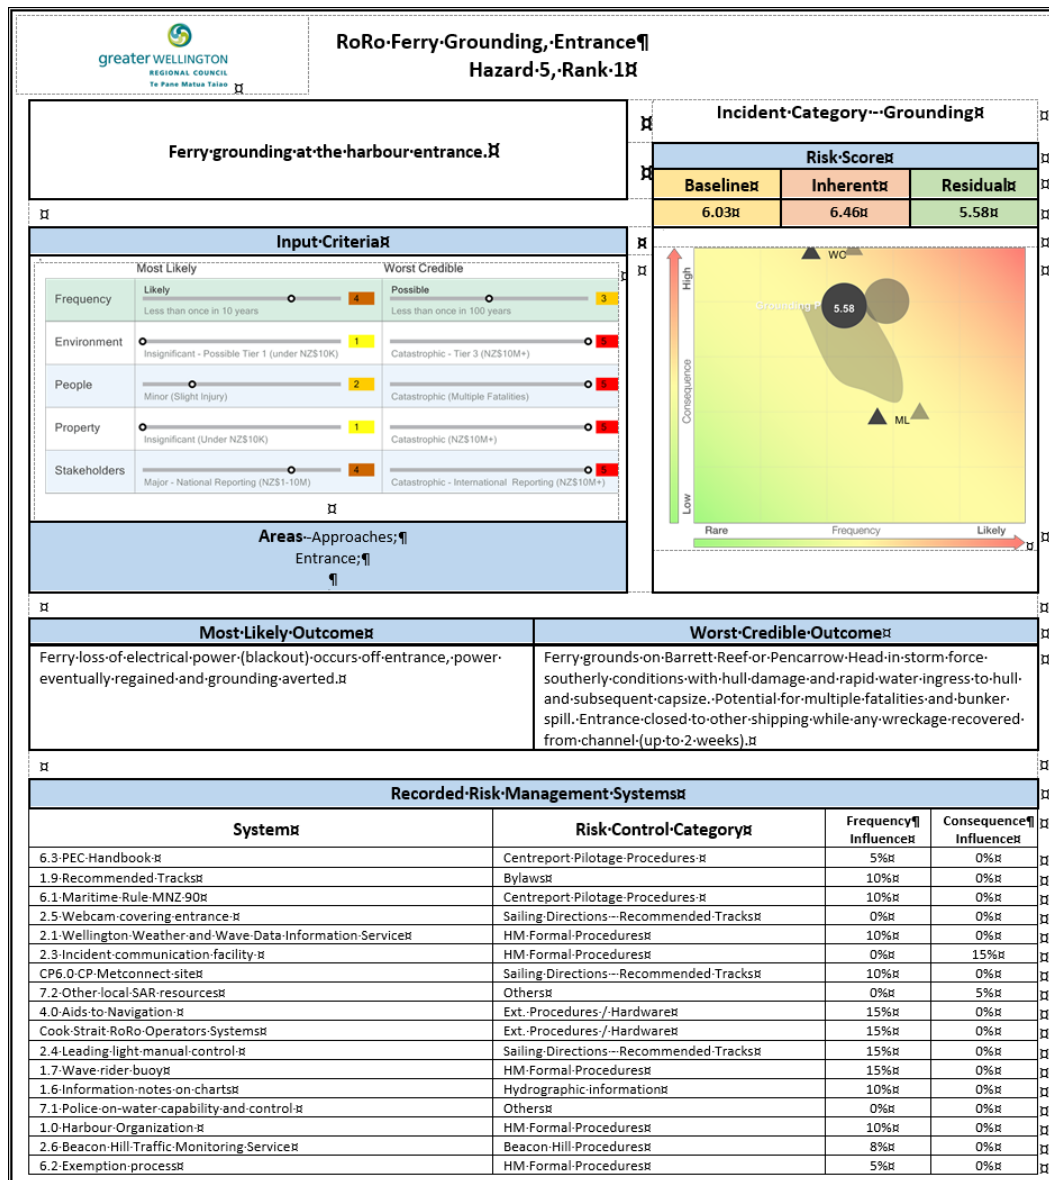 greater WELLINGTON
REGIONAL COUNCIL
Te Pane Matua Taiao ¤
RoRo·Ferry·Grounding,·Entrance¶
Hazard·5,·Rank·1¤
Ferry·grounding·at·the·harbour·entrance.¤
Incident·Category·-·Grounding¤
Risk·Score¤
Baseline¤ Inherent¤ Residual¤
6.03¤ 6.46¤ 5.58¤
Input·Criteria¤
Most Likely Worst Credible
Frequency Likely 4 Possible 3
Less than once in 10 years Less than once in 100 years
Environment 1 5
Insignificant - Possible Tier 1 (under NZ$10K) Catastrophic - Tier 3 (NZ$10M+)
People 2 5
Minor (Slight Injury) Catastrophic (Multiple Fatalities)
Property 1 5
Insignificant (Under NZ$10K) Catastrophic (NZ$10M+)
Stakeholders 4 5
Major - National Reporting (NZ$1-10M) Catastrophic - International Reporting (NZ$10M+)
¤
Areas·-Approaches;¶
Entrance;¶
¶
High
Consequence
Low
WC
Grounding
5.58
ML
Rare Frequency Likely
Most·Likely·Outcome¤ Worst·Credible·Outcome¤
Ferry·loss·of·electrical·power·(blackout)·occurs·off·entrance,·power·
eventually·regained·and·grounding·averted.¤
Ferry·grounds·on·Barrett·Reef·or·Pencarrow·Head·in·storm·force·
southerly·conditions·with·hull·damage·and·rapid·water·ingress·to·hull·
and·subsequent·capsize.·Potential·for·multiple·fatalities·and·bunker·
spill.·Entrance·closed·to·other·shipping·while·any·wreckage·recovered·
from·channel·(up·to·2·weeks).¤
Recorded·Risk·Management·Systems¤
System¤ Risk·Control·Category¤ Frequency¶ Influence¤ Consequence¶ Influence¤
6.3·PEC·Handbook·¤ Centreport·Pilotage·Procedures·¤ 5%¤ 0%¤
1.9·Recommended·Tracks¤ Bylaws¤ 10%¤ 0%¤
6.1·Maritime·Rule·MNZ·90¤ Centreport·Pilotage·Procedures·¤ 10%¤ 0%¤
2.5·Webcam·covering·entrance·¤ Sailing·Directions·-·Recommended·Tracks¤ 0%¤ 0%¤
2.1·Wellington·Weather·and·Wave·Data·Information·Service¤ HM·Formal·Procedures¤ 10%¤ 0%¤
2.3·Incident·communication·facility·¤ HM·Formal·Procedures¤ 0%¤ 15%¤
CP6.0·CP·Metconnect·site¤ Sailing·Directions·-·Recommended·Tracks¤ 10%¤ 0%¤
7.2·Other·local·SAR·resources¤ Others¤ 0%¤ 5%¤
4.0·Aids·to·Navigation·¤ Ext.·Procedures·/·Hardware¤ 15%¤ 0%¤
Cook·Strait·RoRo·Operators·Systems¤ Ext.·Procedures·/·Hardware¤ 15%¤ 0%¤
2.4·Leading·light·manual·control·¤ Sailing·Directions·-·Recommended·Tracks¤ 15%¤ 0%¤
1.7·Wave·rider·buoy¤ HM·Formal·Procedures¤ 15%¤ 0%¤
1.6·Information·notes·on·charts¤ Hydrographic·information¤ 10%¤ 0%¤
7.1·Police·on-water·capability·and·control·¤ Others¤ 0%¤ 0%¤
1.0·Harbour·Organization·¤ HM·Formal·Procedures¤ 10%¤ 0%¤
2.6·Beacon·Hill·Traffic·Monitoring·Service¤ Beacon·Hill·Procedures¤ 8%¤ 0%¤
6.2·Exemption·process¤ HM·Formal·Procedures¤ 5%¤ 0%¤